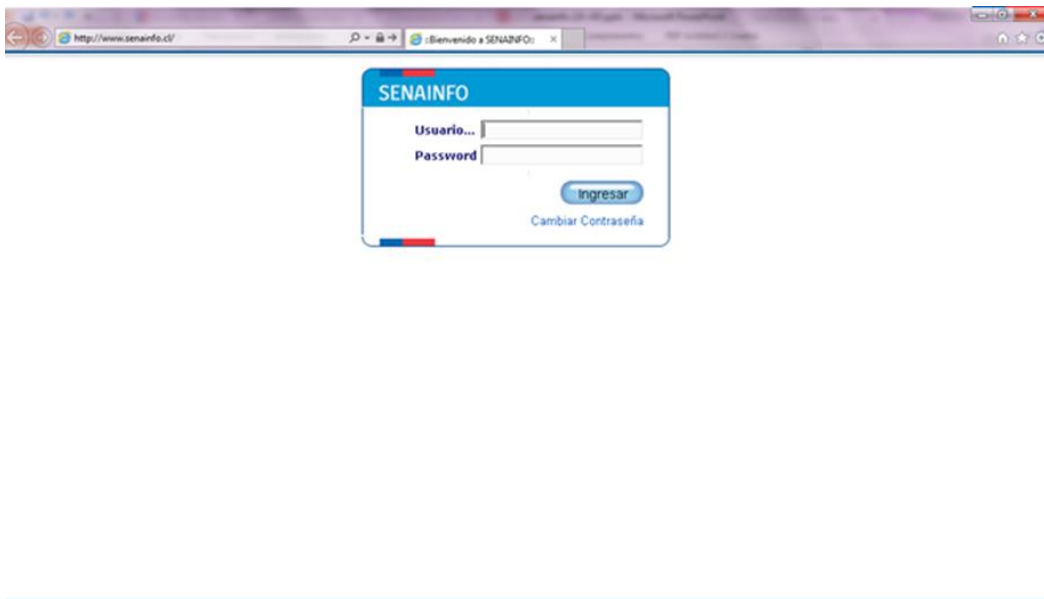 http://www.senainfo.cl/
::Bienvenido a SENAINFO::
SENAINFO
Usuario...
Password
Ingresar
Cambiar Contraseña